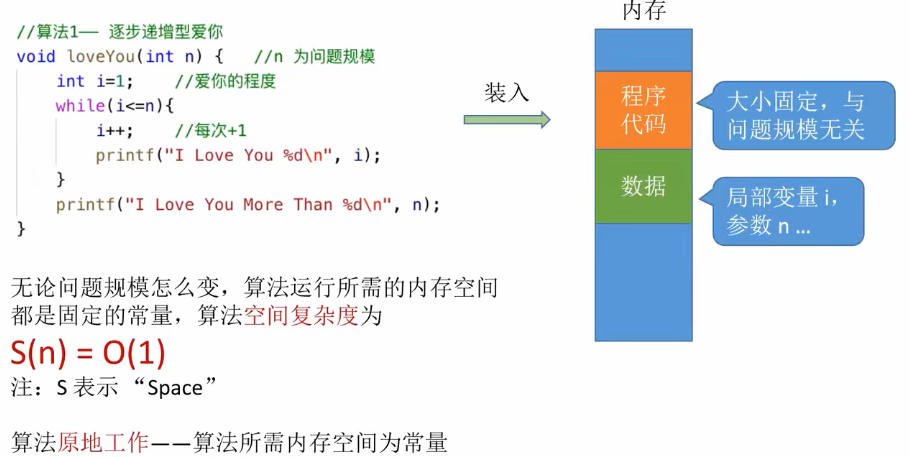 //算法1—— 逐步递增型爱你
void loveYou(int n) {   //n 为问题规模
    int i=1;    //爱你的程度
    while(i<=n){
        i++;    //每次+1
        printf("I Love You %d\n", i);
    }
    printf("I Love You More Than %d\n", n);
}
装入
内存
程序
代码
大小固定，与
问题规模无关
数据
局部变量 i，
参数 n ...
无论问题规模怎么变，算法运行所需的内存空间
都是固定的常量，算法空间复杂度为
S(n) = O(1)
注：S 表示 “Space”
算法原地工作——算法所需内存空间为常量